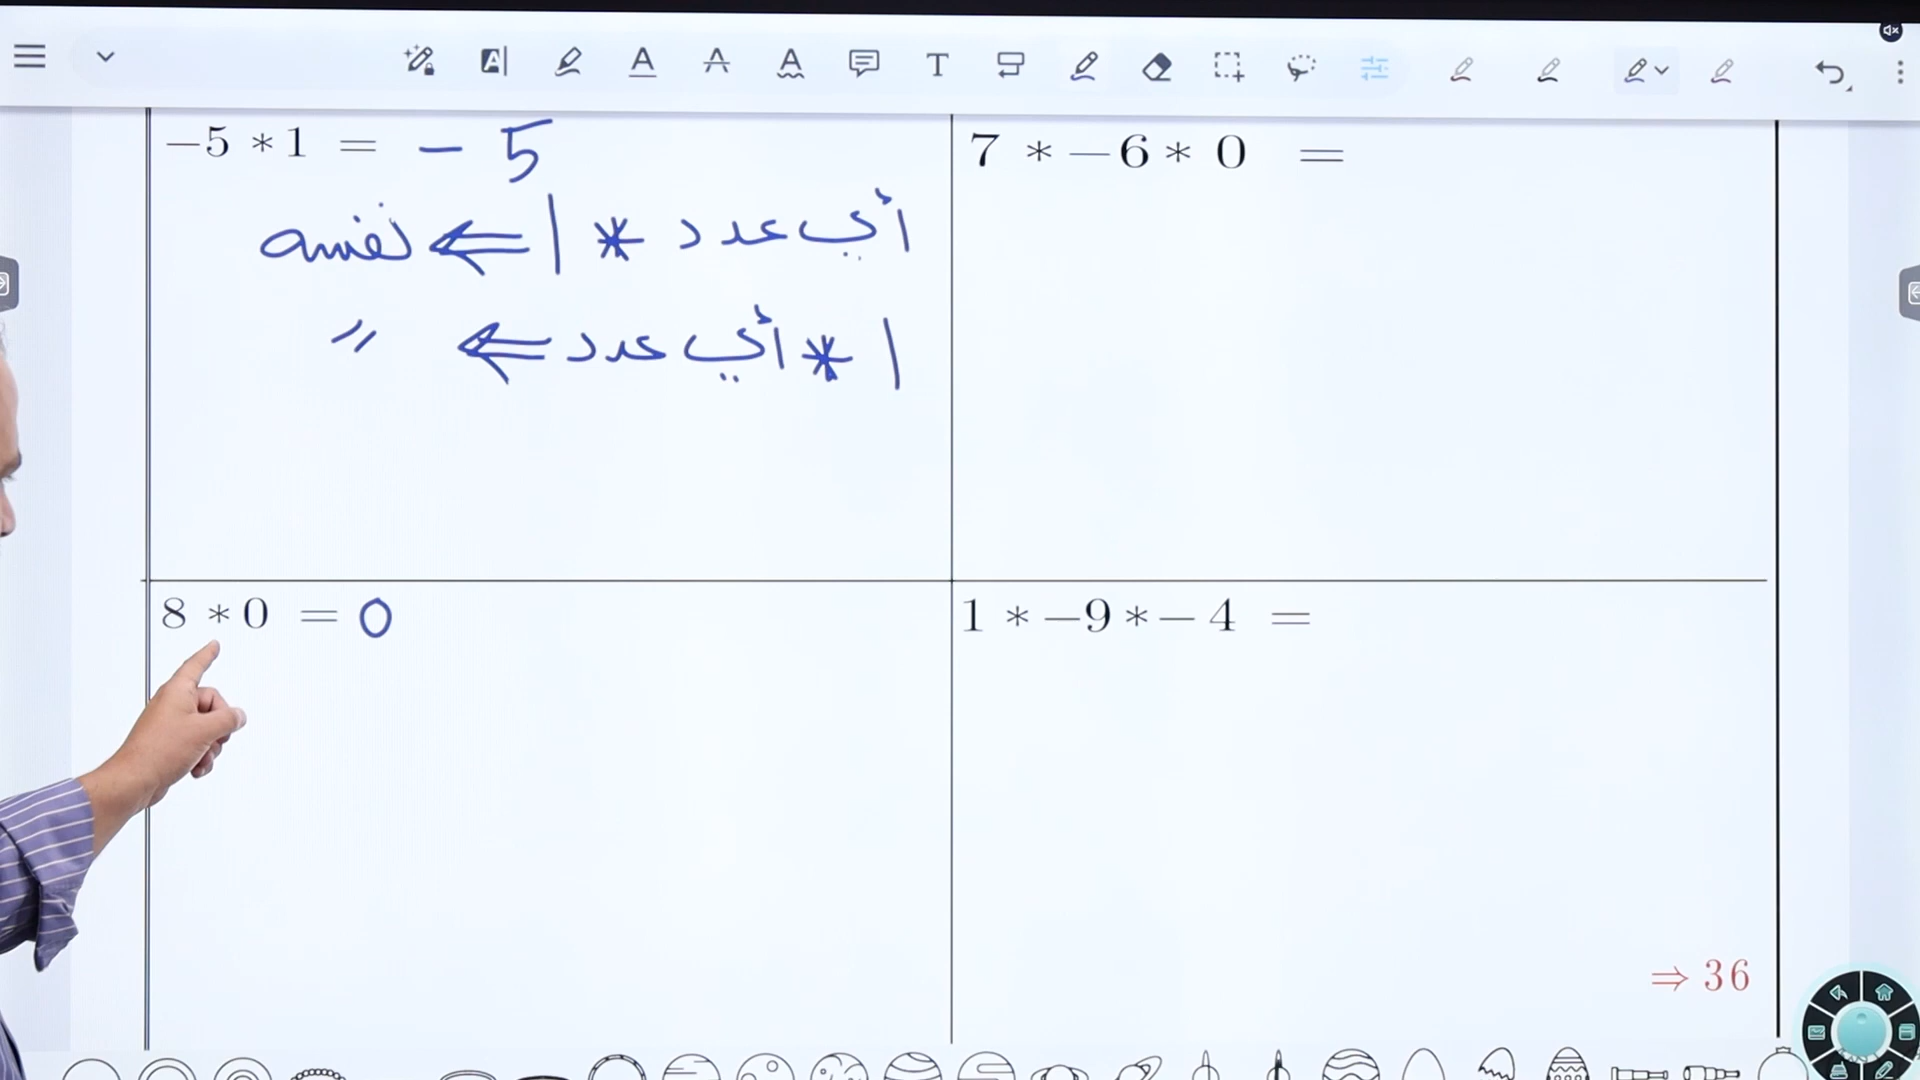 -5 * 1 = - 5
أي عدد * 1 ⇐ نفسه
1 * أي عدد ⇐ "
7 * -6 * 0 =
8 * 0 = 0
1 * -9 * - 4 =
⇒ 36